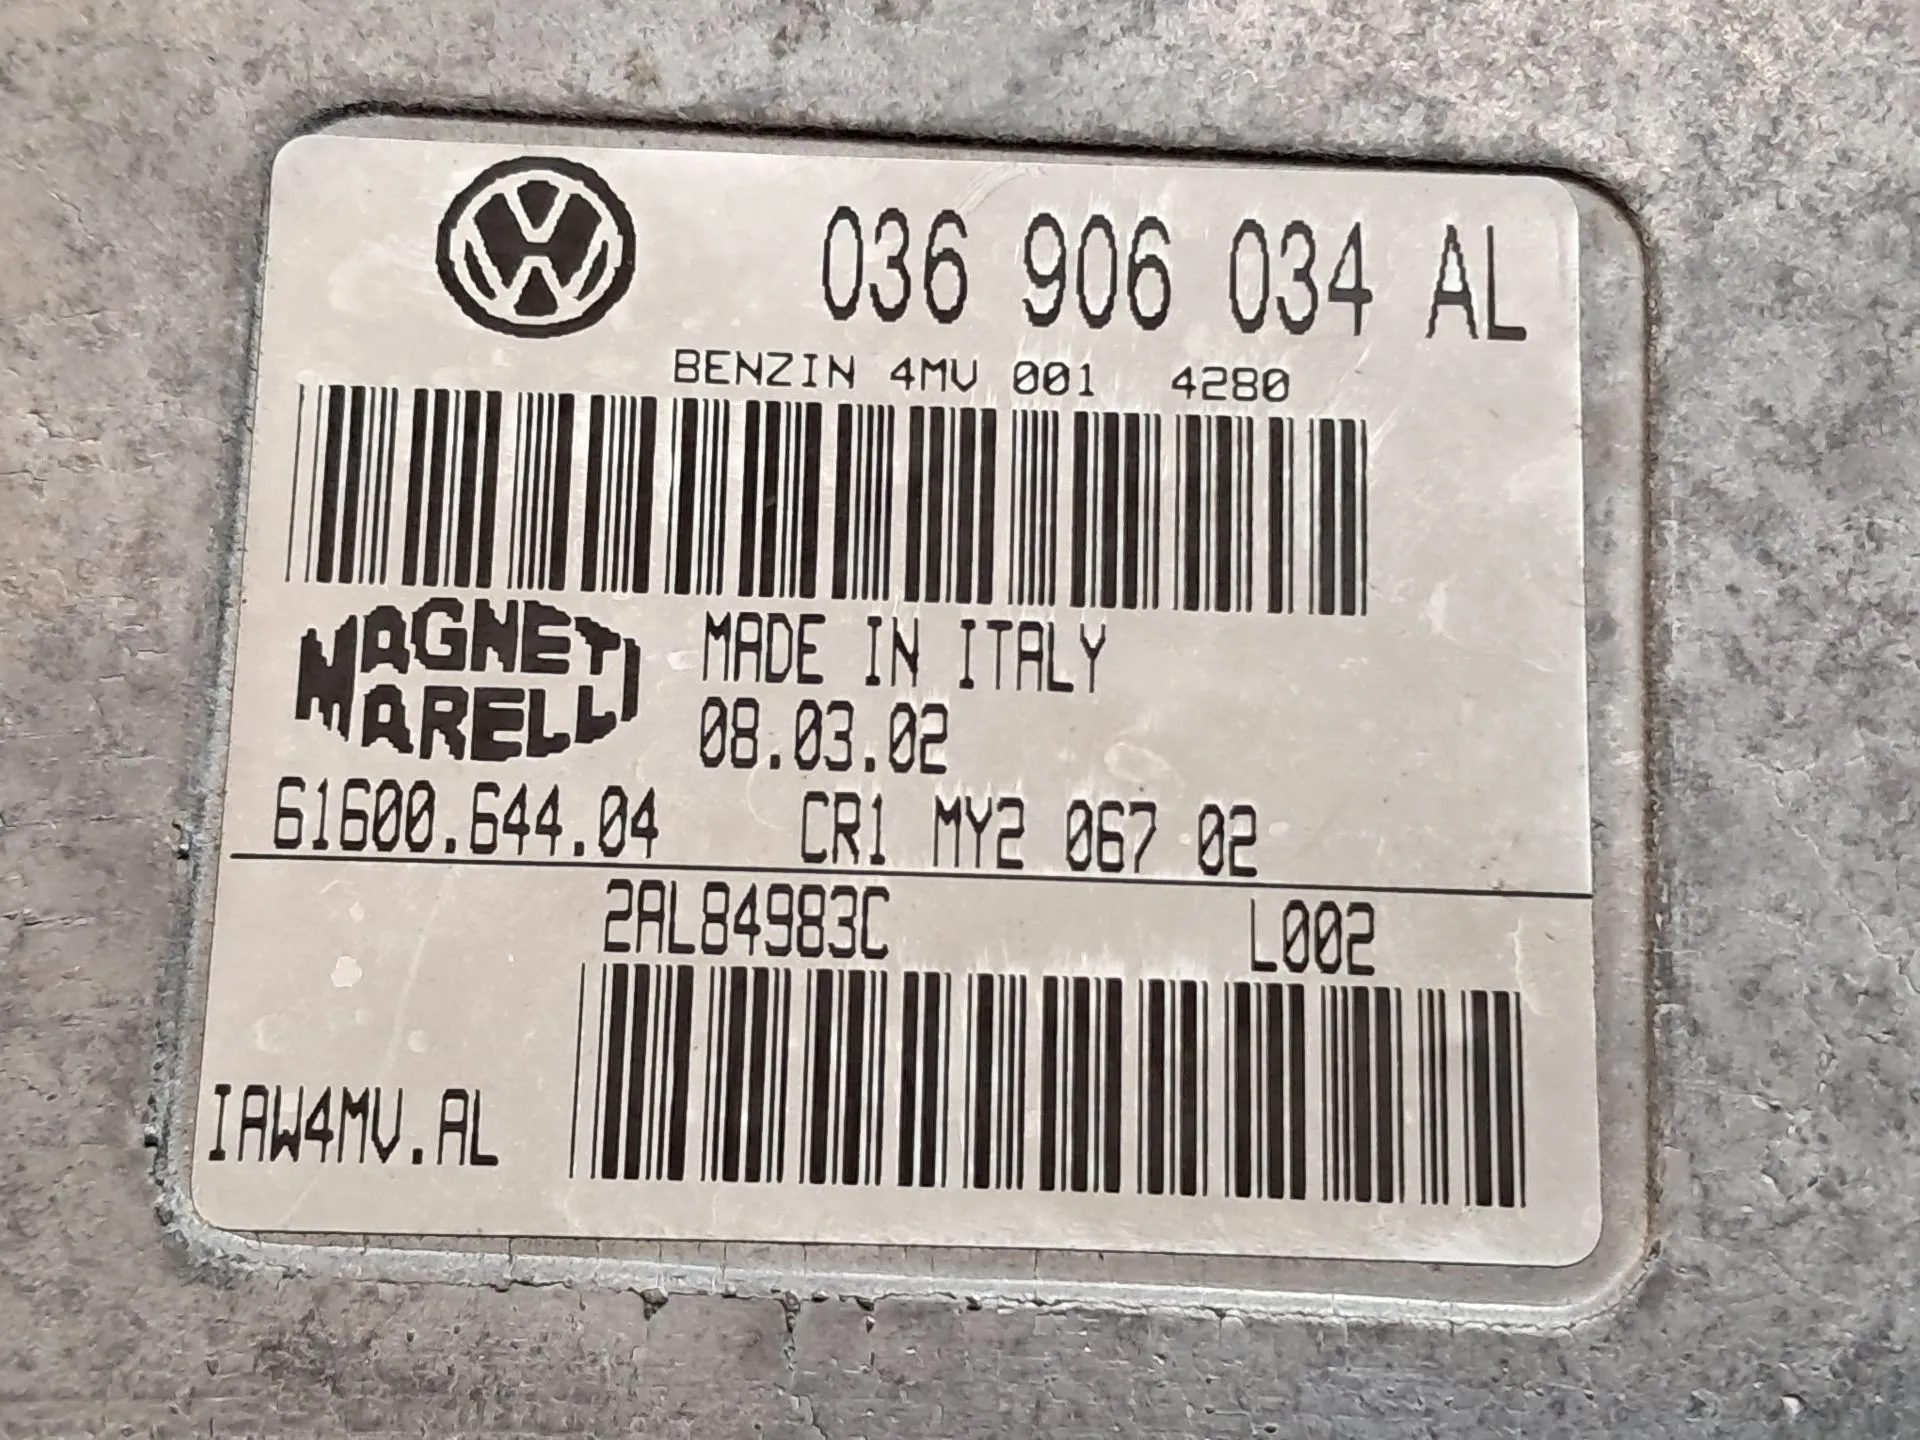 036 906 034 AL
BENZIN 4MV 001 4280
MAGNETI MARELLI
MADE IN ITALY
08.03.02
61600.644.04 CR1 MY2 067 02
2AL84983C L002
IAW4MV.AL